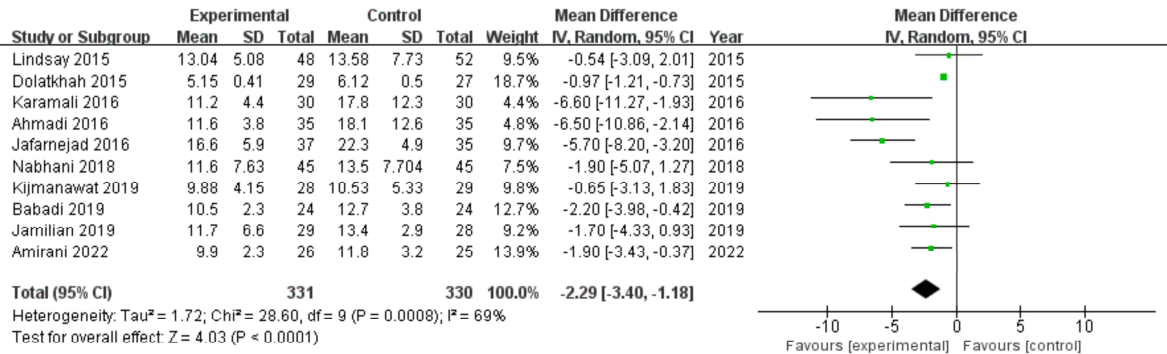 Experimental Control Mean Difference Mean Difference
Study or Subgroup Mean SD Total Mean SD Total Weight IV, Random, 95% CI Year IV, Random, 95% CI
Lindsay 2015 13.04 5.08 48 13.58 7.73 52 9.5% -0.54 [-3.09, 2.01] 2015
Dolatkhah 2015 5.15 0.41 29 6.12 0.5 27 18.7% -0.97 [-1.21, -0.73] 2015
Karamali 2016 11.2 4.4 30 17.8 12.3 30 4.4% -6.60 [-11.27, -1.93] 2016
Ahmadi 2016 11.6 3.8 35 18.1 12.6 35 4.8% -6.50 [-10.86, -2.14] 2016
Jafarnejad 2016 16.6 5.9 37 22.3 4.9 35 9.7% -5.70 [-8.20, -3.20] 2016
Nabhani 2018 11.6 7.63 45 13.5 7.704 45 7.5% -1.90 [-5.07, 1.27] 2018
Kijmanawat 2019 9.88 4.15 28 10.53 5.33 29 9.8% -0.65 [-3.13, 1.83] 2019
Babadi 2019 10.5 2.3 24 12.7 3.8 24 12.7% -2.20 [-3.98, -0.42] 2019
Jamilian 2019 11.7 6.6 29 13.4 2.9 28 9.2% -1.70 [-4.33, 0.93] 2019
Amirani 2022 9.9 2.3 26 11.8 3.2 25 13.9% -1.90 [-3.43, -0.37] 2022
Total (95% CI) 331 330 100.0% -2.29 [-3.40, -1.18]
Heterogeneity: Tau² = 1.72; Chi² = 28.60, df = 9 (P = 0.0008); I² = 69%
Test for overall effect: Z = 4.03 (P < 0.0001)
-10 -5 0 5 10
Favours [experimental] Favours [control]